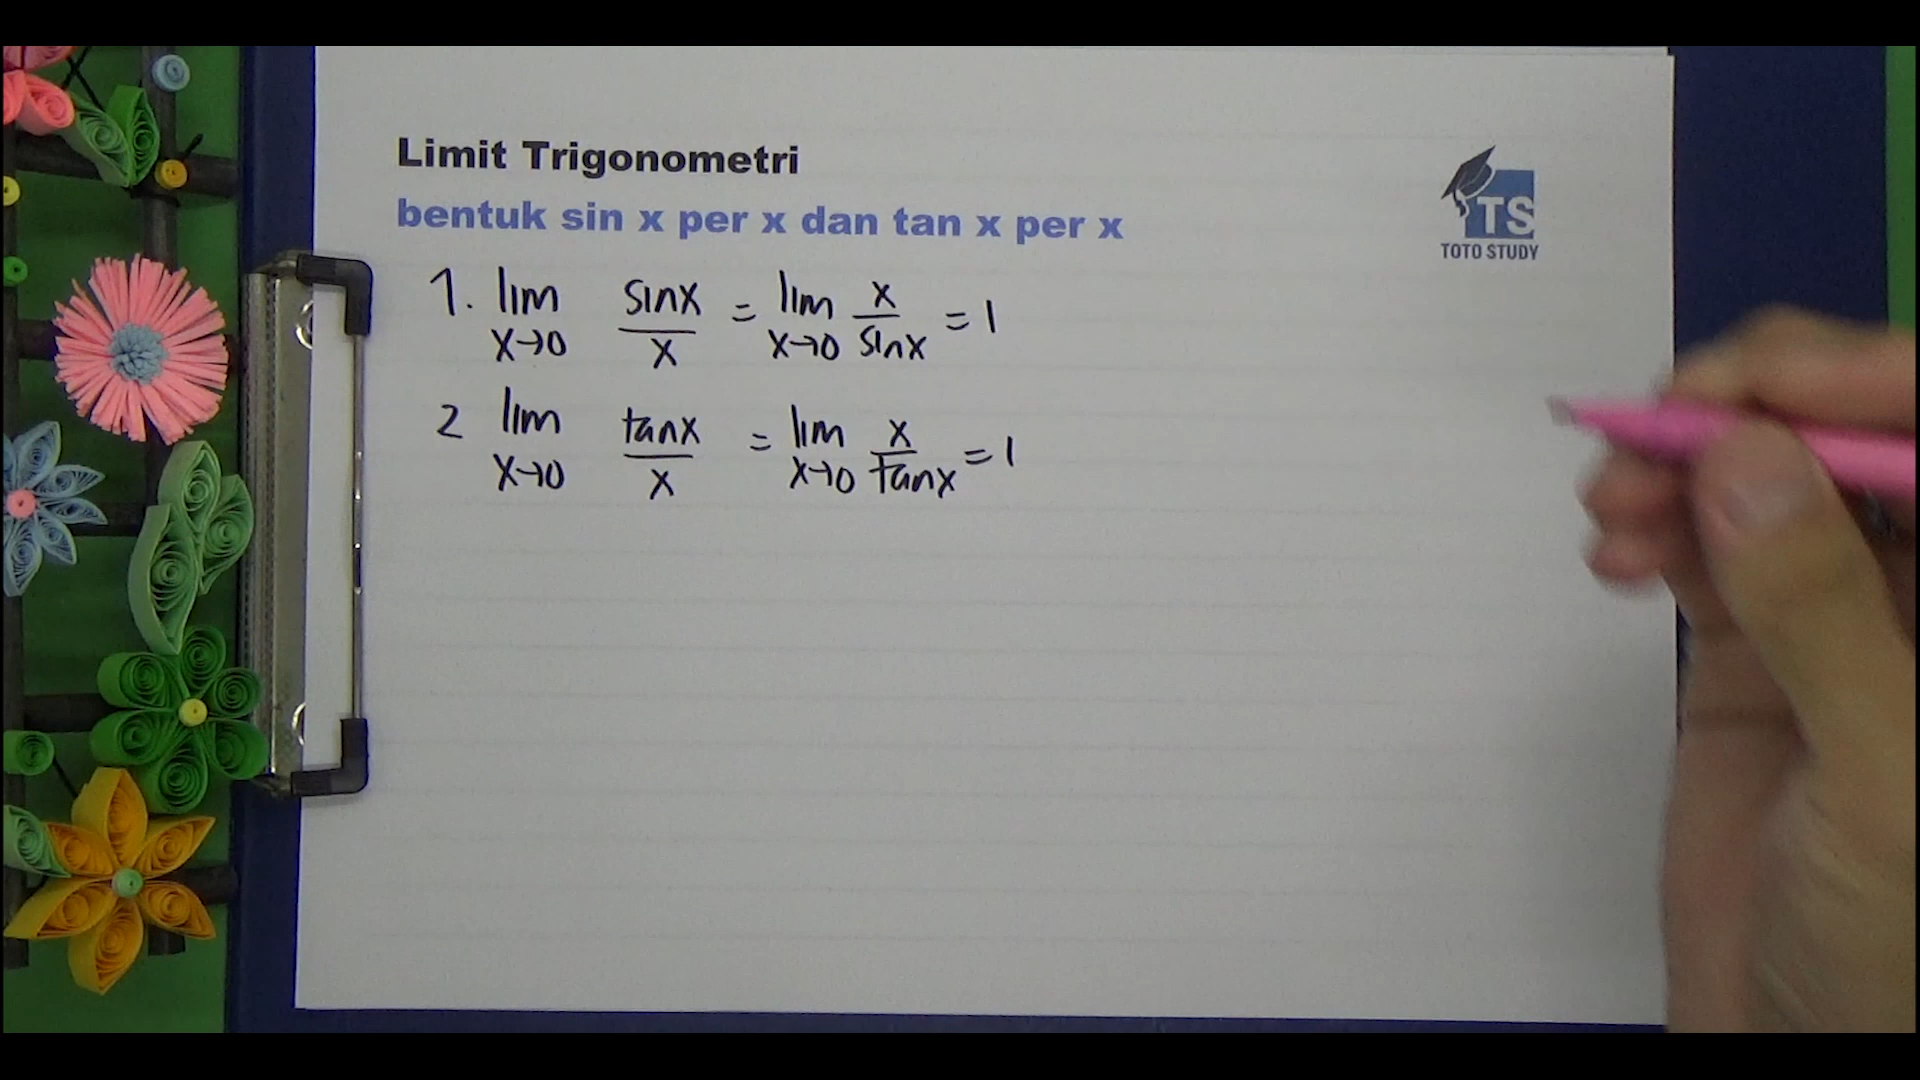 Limit Trigonometri
bentuk sin x per x dan tan x per x
TS
TOTO STUDY
1. lim x→0 sinx/x = lim x→0 x/sinx = 1
2 lim x→0 tanx/x = lim x→0 x/tanx = 1